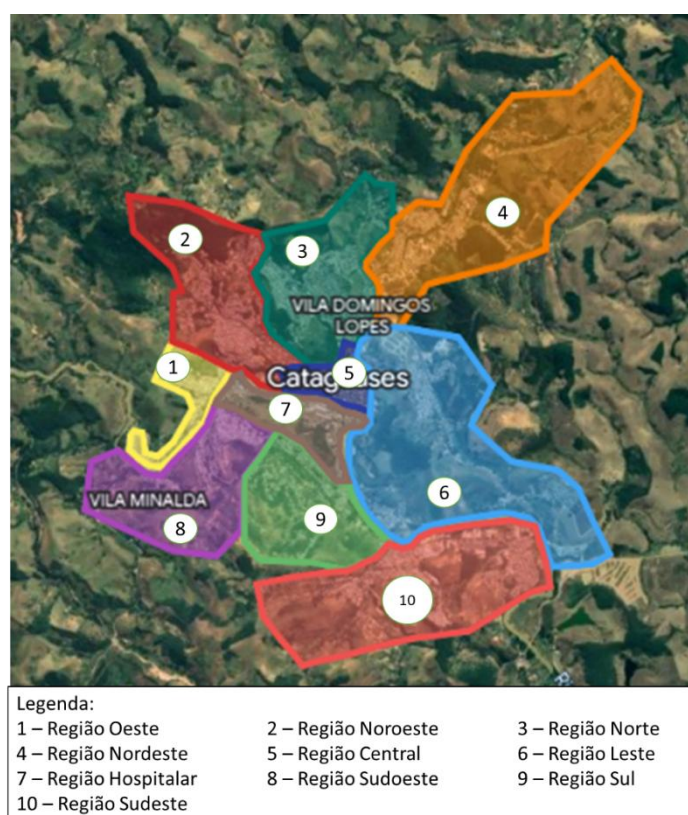 4
2
3
VILA DOMINGOS
LOPES
1
5
Cataguases
7
VILA MINALDA
6
8
9
10
Legenda:
1 – Região Oeste 2 – Região Noroeste 3 – Região Norte
4 – Região Nordeste 5 – Região Central 6 – Região Leste
7 – Região Hospitalar 8 – Região Sudoeste 9 – Região Sul
10 – Região Sudeste